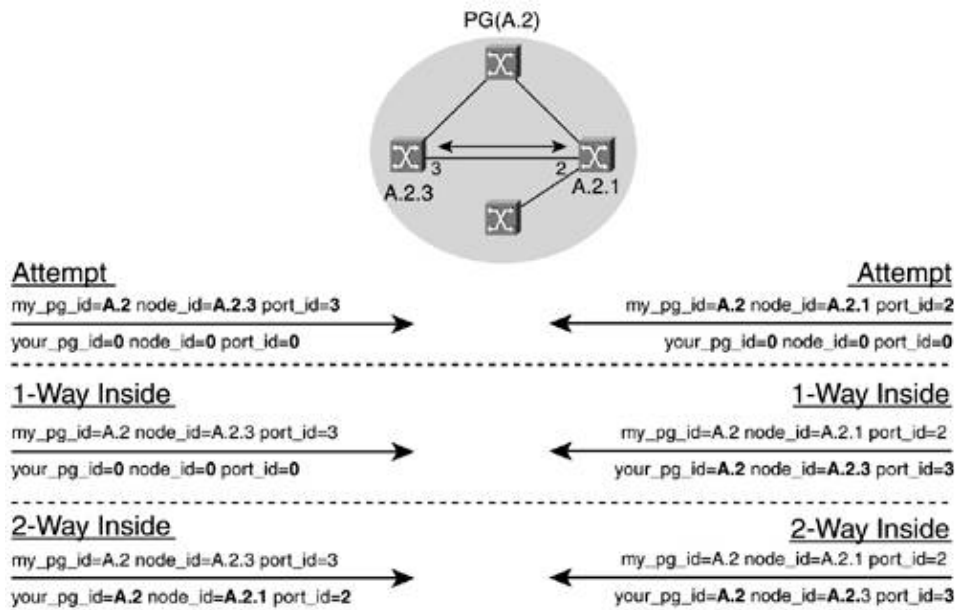 PG(A.2)
3
2
A.2.3
A.2.1
Attempt
my_pg_id=A.2 node_id=A.2.3 port_id=3
your_pg_id=0 node_id=0 port_id=0
Attempt
my_pg_id=A.2 node_id=A.2.1 port_id=2
your_pg_id=0 node_id=0 port_id=0
1-Way Inside
my_pg_id=A.2 node_id=A.2.3 port_id=3
your_pg_id=0 node_id=0 port_id=0
1-Way Inside
my_pg_id=A.2 node_id=A.2.1 port_id=2
your_pg_id=A.2 node_id=A.2.3 port_id=3
2-Way Inside
my_pg_id=A.2 node_id=A.2.3 port_id=3
your_pg_id=A.2 node_id=A.2.1 port_id=2
2-Way Inside
my_pg_id=A.2 node_id=A.2.1 port_id=2
your_pg_id=A.2 node_id=A.2.3 port_id=3